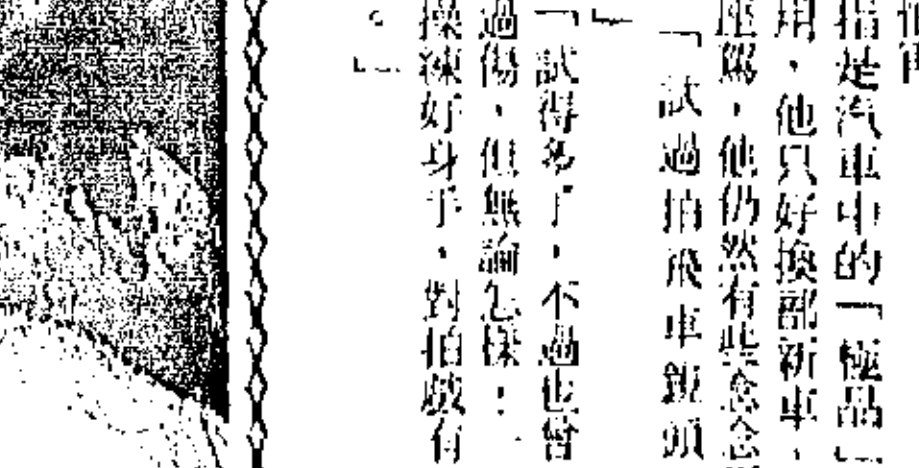 指是汽車中的「極品」
用，他只好換部新車，
座駕，他仍然有些念念
「試過拍飛車鏡頭
」
「試得多了，不過也曾
過傷，但無論怎樣，
操練好身手，對拍戲有
。」